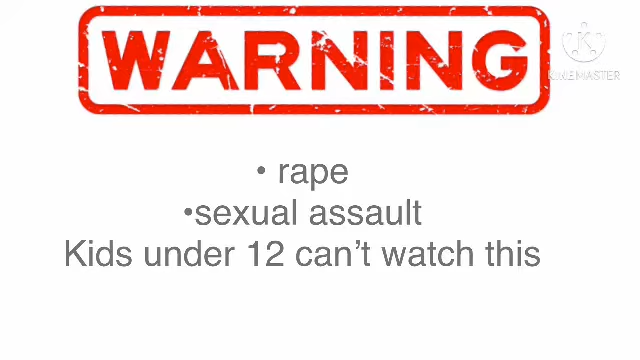 WARNING
KINEMASTER
• rape
•sexual assault
Kids under 12 can’t watch this